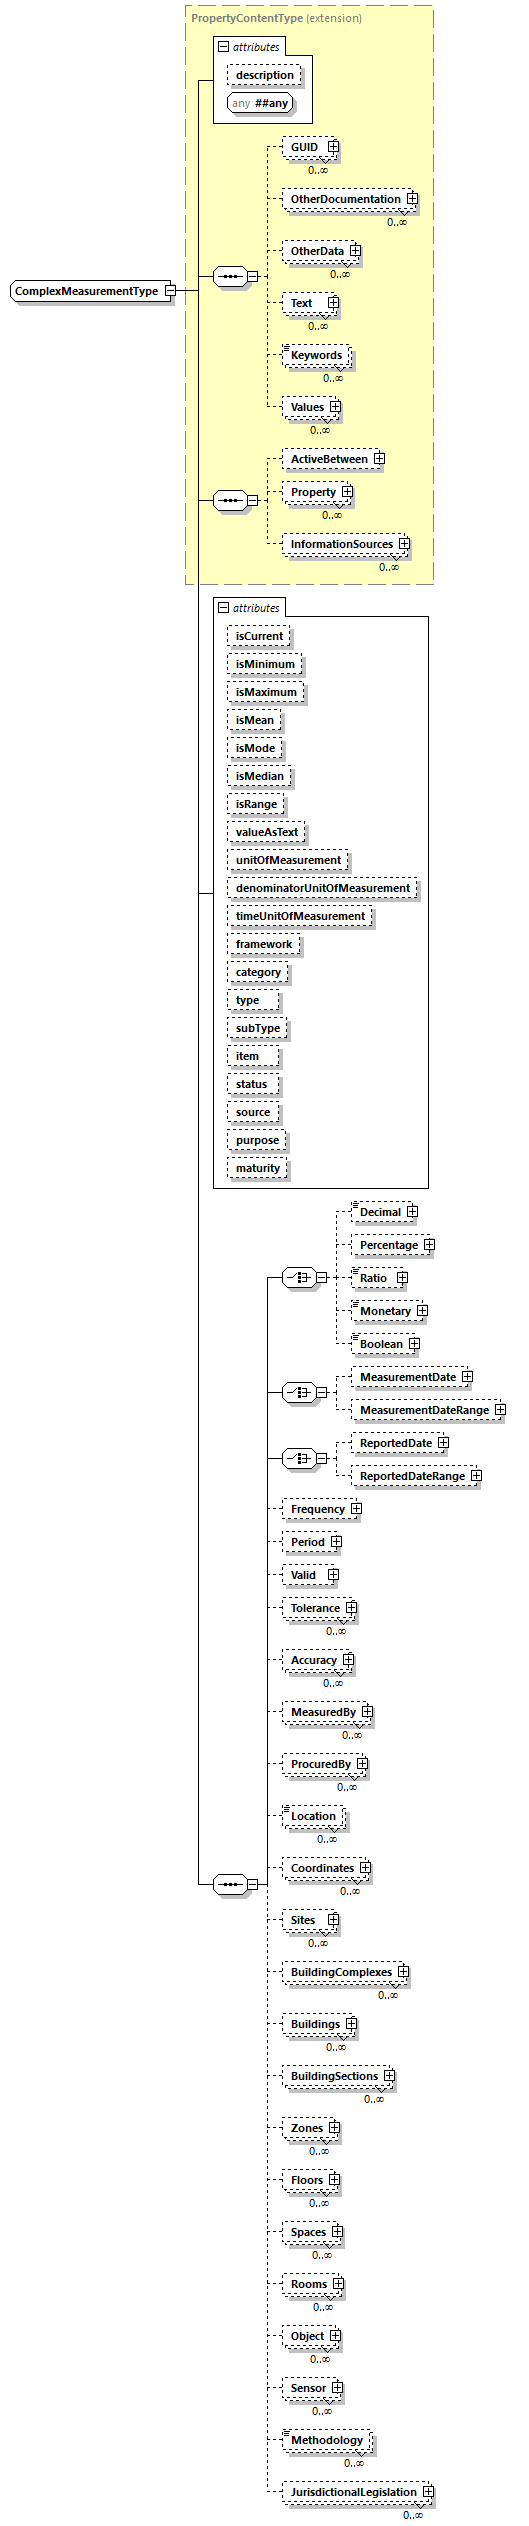 PropertyContentType (extension)
attributes
description
any ##any
GUID
0..∞
OtherDocumentation
0..∞
OtherData
0..∞
ComplexMeasurementType
Text
0..∞
Keywords
0..∞
Values
0..∞
ActiveBetween
Property
0..∞
InformationSources
0..∞
attributes
isCurrent
isMinimum
isMaximum
isMean
isMode
isMedian
isRange
valueAsText
unitOfMeasurement
denominatorUnitOfMeasurement
timeUnitOfMeasurement
framework
category
type
subType
item
status
source
purpose
maturity
Decimal
Percentage
Ratio
Monetary
Boolean
MeasurementDate
MeasurementDateRange
ReportedDate
ReportedDateRange
Frequency
Period
Valid
Tolerance
0..∞
Accuracy
0..∞
MeasuredBy
0..∞
ProcuredBy
0..∞
Location
0..∞
Coordinates
0..∞
Sites
0..∞
BuildingComplexes
0..∞
Buildings
0..∞
BuildingSections
0..∞
Zones
0..∞
Floors
0..∞
Spaces
0..∞
Rooms
0..∞
Object
0..∞
Sensor
0..∞
Methodology
0..∞
JurisdictionalLegislation
0..∞